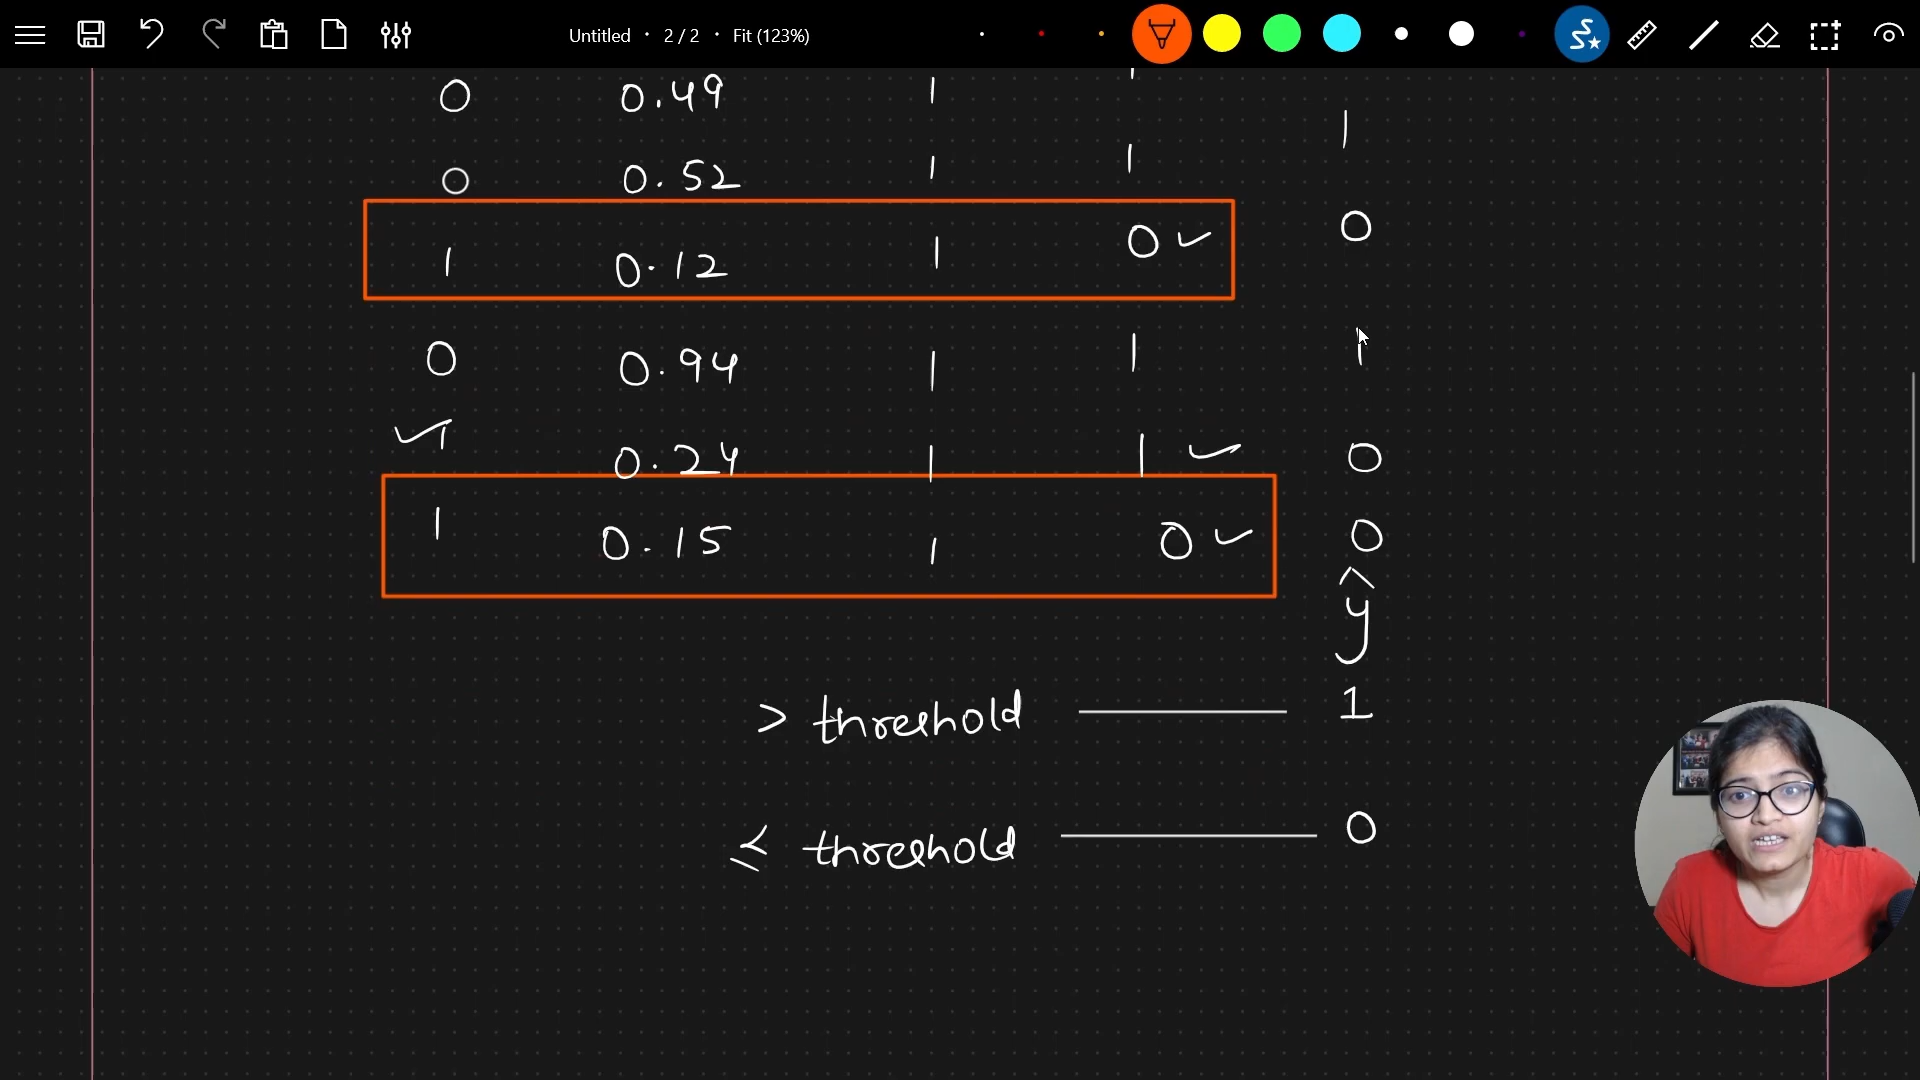 Untitled • 2 / 2 • Fit (123%)
0 0.49 1 1
0 0.52 1 1 1
1 0.12 1 0 ✓ 0
0 0.94 1 1 1
✓ 1 0.24 1 1 ✓ 0
1 0.15 1 0 ✓ 0
ŷ
> threshold — 1
≤ threshold — 0